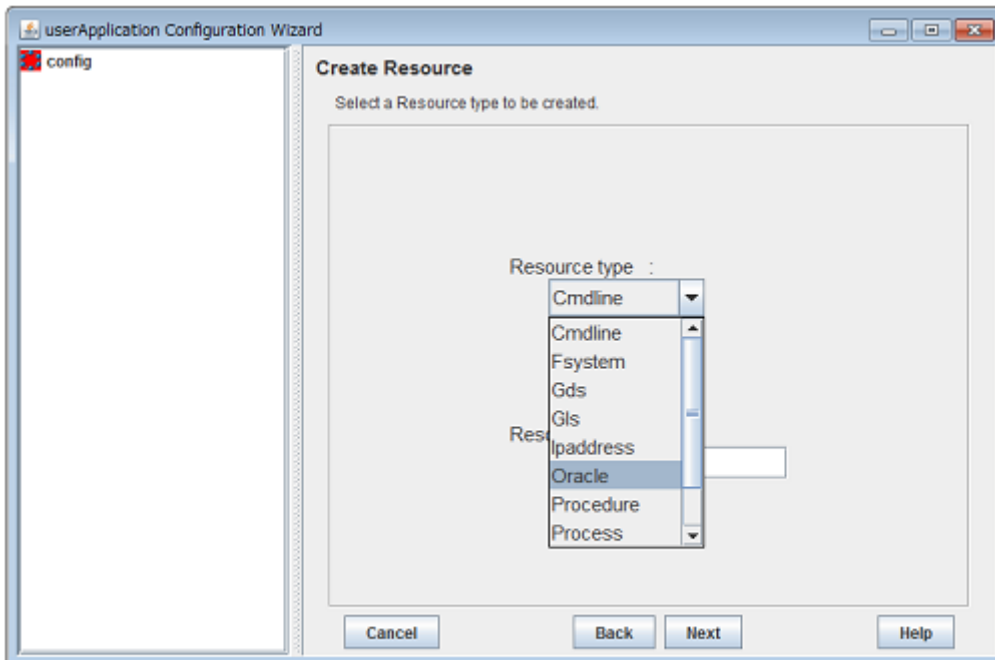 userApplication Configuration Wizard
config
Create Resource
Select a Resource type to be created.
Resource type :
Cmdline
Cmdline
Fsystem
Gds
Gls
Ipaddress
Oracle
Procedure
Process
Cancel
Back
Next
Help